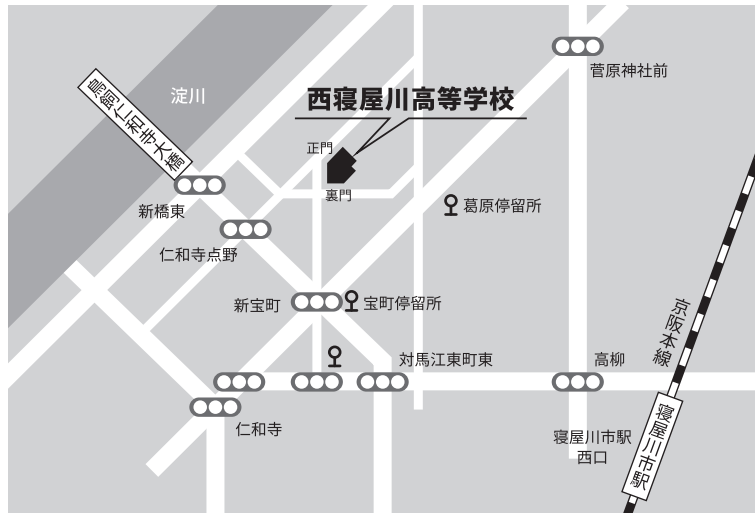 菅原神社前
淀川
鳥飼仁和寺大橋
西寝屋川高等学校
正門
裏門
新橋東
葛原停留所
仁和寺点野
新宝町
宝町停留所
京阪本線
対馬江東町東
高柳
仁和寺
寝屋川市駅
西口
寝屋川市駅